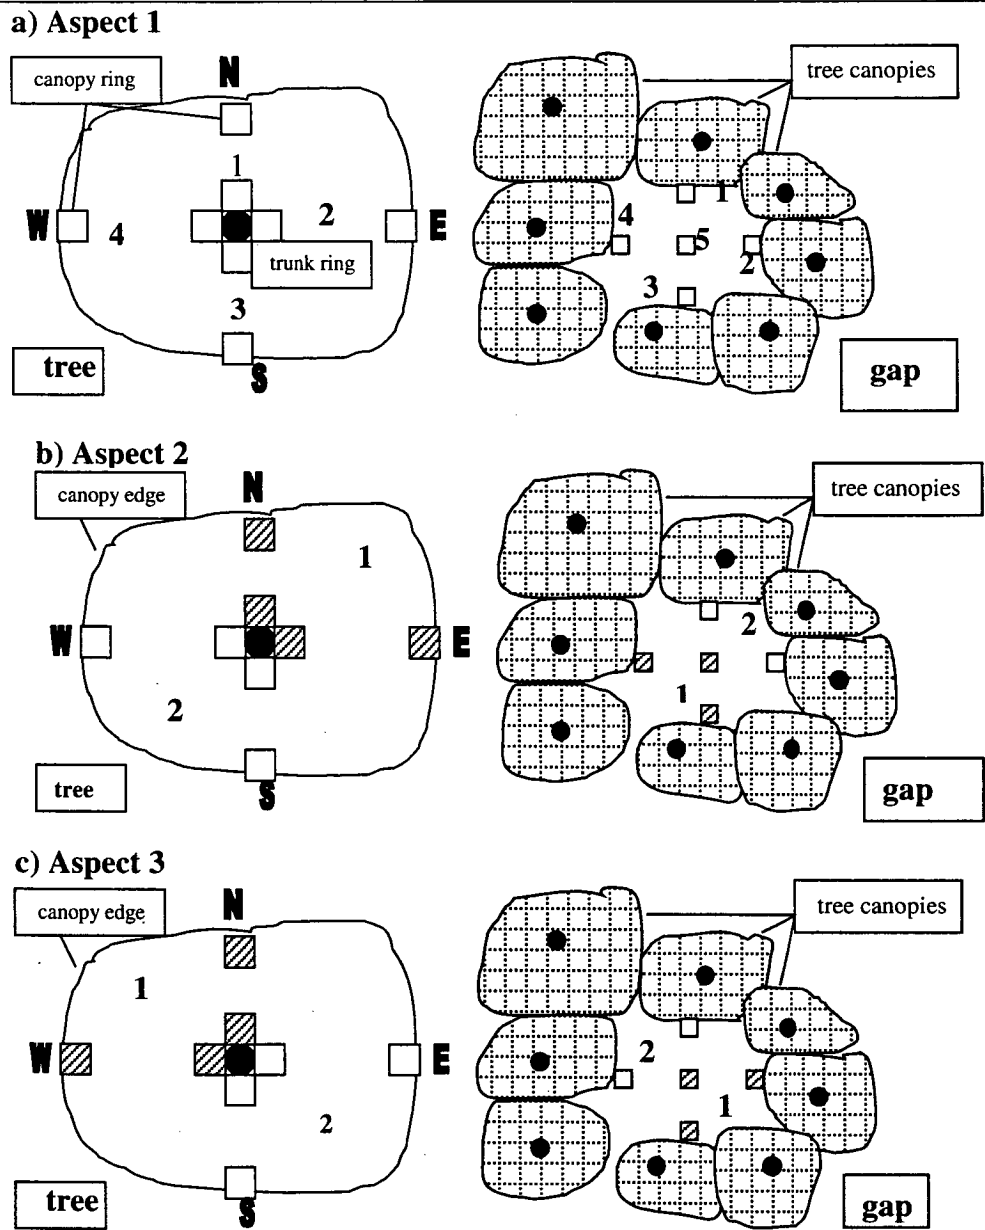 a) Aspect 1
canopy ring
N
tree canopies
1
1
W
4
2
E
4
5
2
trunk ring
3
3
tree
S
gap
b) Aspect 2
canopy edge
N
tree canopies
1
2
W
E
2
1
tree
S
gap
c) Aspect 3
canopy edge
N
tree canopies
1
2
W
E
1
2
tree
S
gap